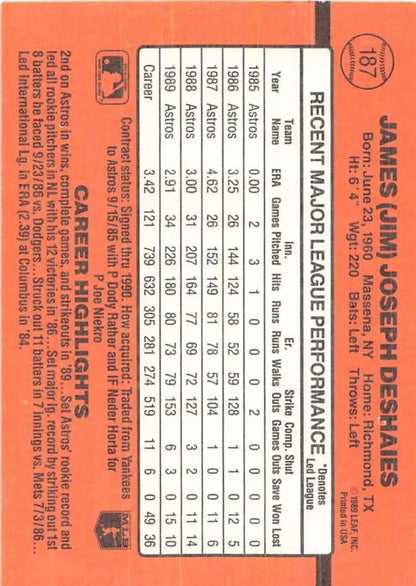 187
JAMES (JIM) JOSEPH DESHAIES
Born: June 23, 1960 Massena, NY Home: Richmond, TX
Ht: 6' 4" Wgt: 220 Bats: Left Throws: Left
©1989 LEAF, INC.
Printed in USA
RECENT MAJOR LEAGUE PERFORMANCE *Denotes Led League
Team Inn. Er. Strike Comp. Shut
Year Name ERA Games Pitched Hits Runs Runs Walks Outs Games Outs Save Won Lost
1985 Astros 0.00 2 3 1 0 0 0 2 0 0 0 0 0
1986 Astros 3.25 26 144 124 58 52 59 128 1 1 0 12 5
1987 Astros 4.62 26 152 149 81 78 57 104 1 0 0 11 6
1988 Astros 3.00 31 207 164 77 69 72 127 3 2 0 11 14
1989 Astros 2.91 34 226 180 80 73 79 153 6 3 0 15 10
Career 3.42 121 739 632 305 281 274 519 11 6 0 49 36
Contract status: Signed thru 1990. How acquired: Traded from Yankees
to Astros 9/15/85 with P Dody Raither and IF Neder Horta for
P Joe Niekro
MLB
CAREER HIGHLIGHTS
2nd on Astros in wins, complete games, and strikeouts in '89...Set Astros' rookie record and
led all rookie pitchers in NL with his 12 victories in '86...Set major lg. record by striking out 1st
8 batters he faced 9/23/86 vs. Dodgers...Struck out 11 batters in 7 innings vs. Mets 7/3/86...
Led International Lg. in ERA (2.39) at Columbus in '84.